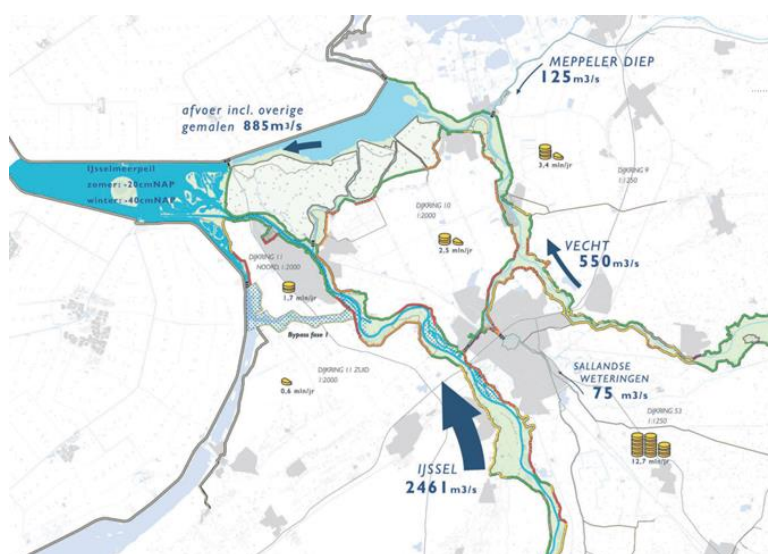 MEPPELER DIEP
125 m3/s
afvoer incl. overige
gemalen 885m3/s
3,4 mln/jr
DIJKRING 9
1:1250
IJsselmeerpeil
zomer: -20cmNAP
winter: -40cmNAP
DIJKRING 10
1:2000
2,5 mln/jr
VECHT
550m3/s
DIJKRING 11
NOORD 1:2000
1,7 mln/jr
Bypass fase 1
DIJKRING 11 ZUID
1:2000
0,6 mln/jr
SALLANDSE
WETERINGEN
75 m3/s
DIJKRING 53
1:1250
12,7 mln/jr
IJSSEL
2461m3/s